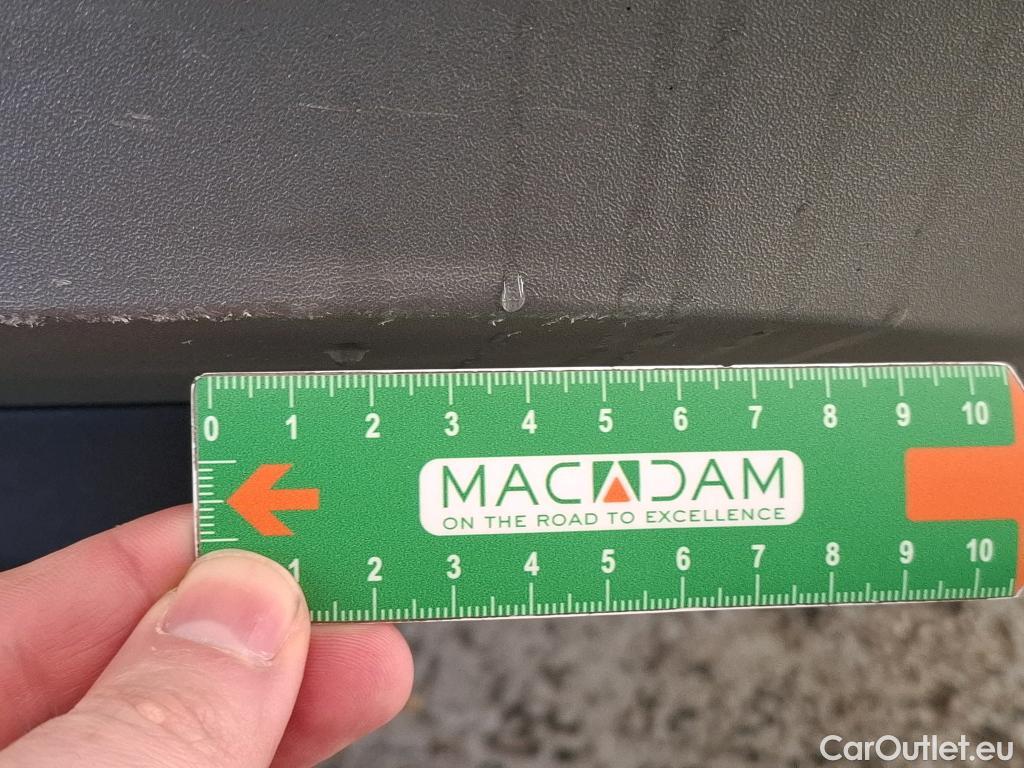 0 1 2 3 4 5 6 7 8 9 10
MACADAM
ON THE ROAD TO EXCELLENCE
1 2 3 4 5 6 7 8 9 10
CarOutlet.eu